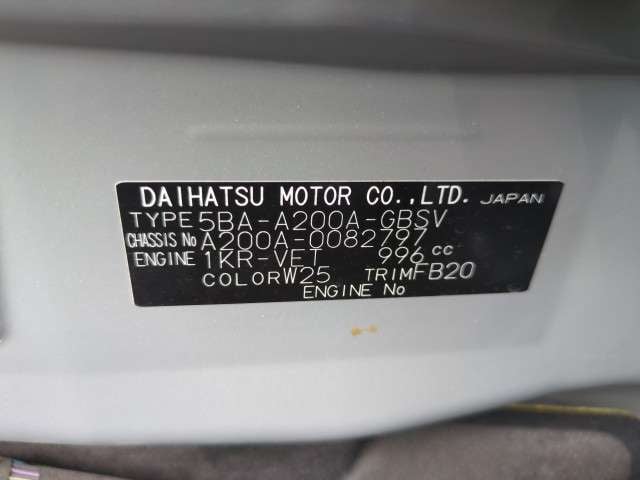 DAIHATSU MOTOR CO.,LTD. JAPAN
TYPE 5BA-A200A-GBSV
CHASSIS No A200A-0082797
ENGINE 1KR-VET 996 cc
COLOR W25 TRIM FB20
ENGINE No